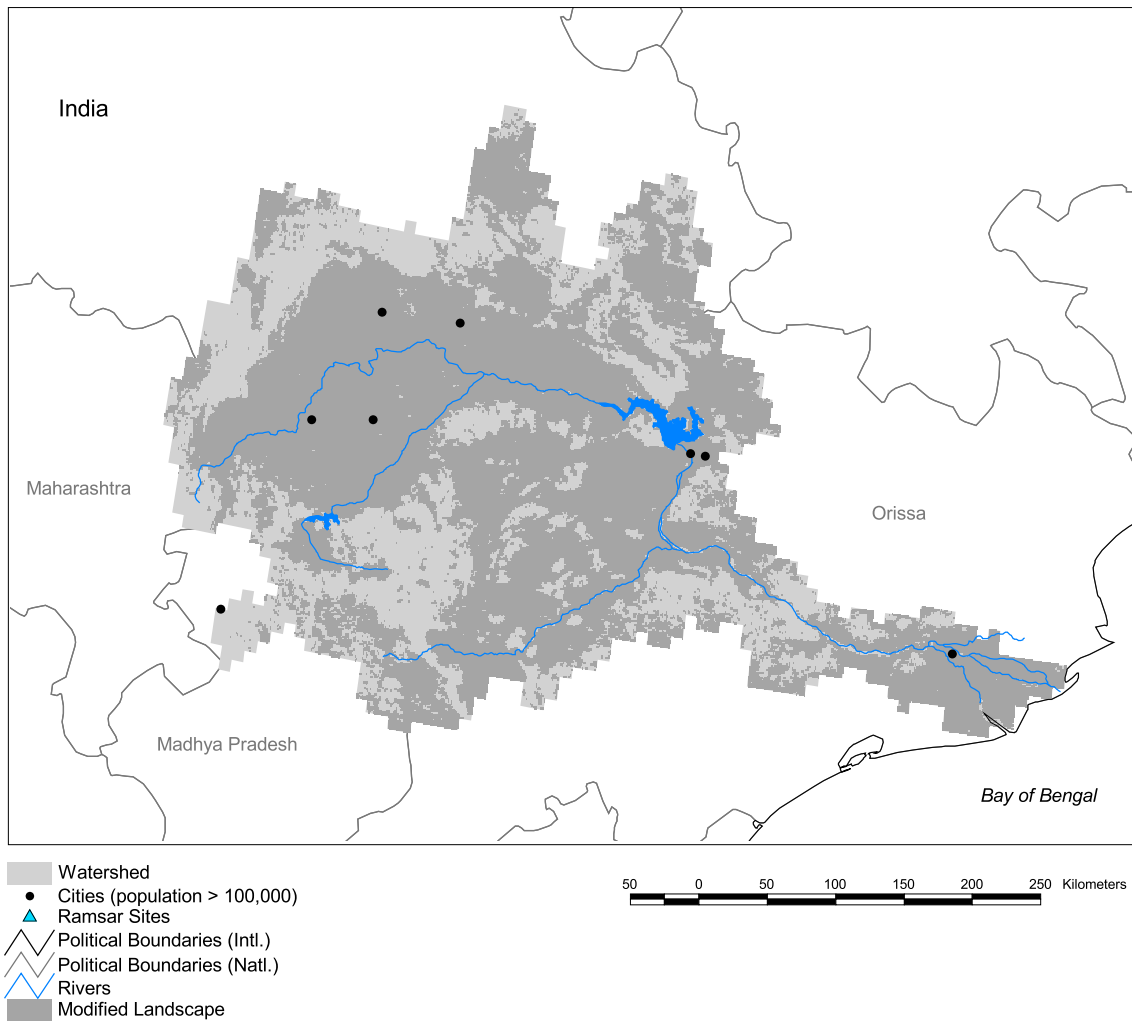 India
Maharashtra
Orissa
Madhya Pradesh
Bay of Bengal
Watershed
Cities (population > 100,000)
Ramsar Sites
Political Boundaries (Intl.)
Political Boundaries (Natl.)
Rivers
Modified Landscape
50 0 50 100 150 200 250 Kilometers